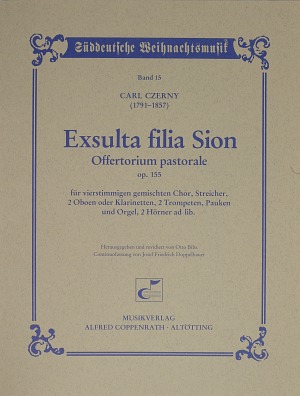 Süddeutsche Weihnachtsmusik
Band 15
CARL CZERNY
(1791–1857)
Exsulta filia Sion
Offertorium pastorale
op. 155
für vierstimmigen gemischten Chor, Streicher,
2 Oboen oder Klarinetten, 2 Trompeten, Pauken
und Orgel, 2 Hörner ad lib.
Herausgegeben und revidiert von Otto Biba
Continuofassung von Josef Friedrich Doppelbauer
MUSIKVERLAG
ALFRED COPPENRATH · ALTÖTTING